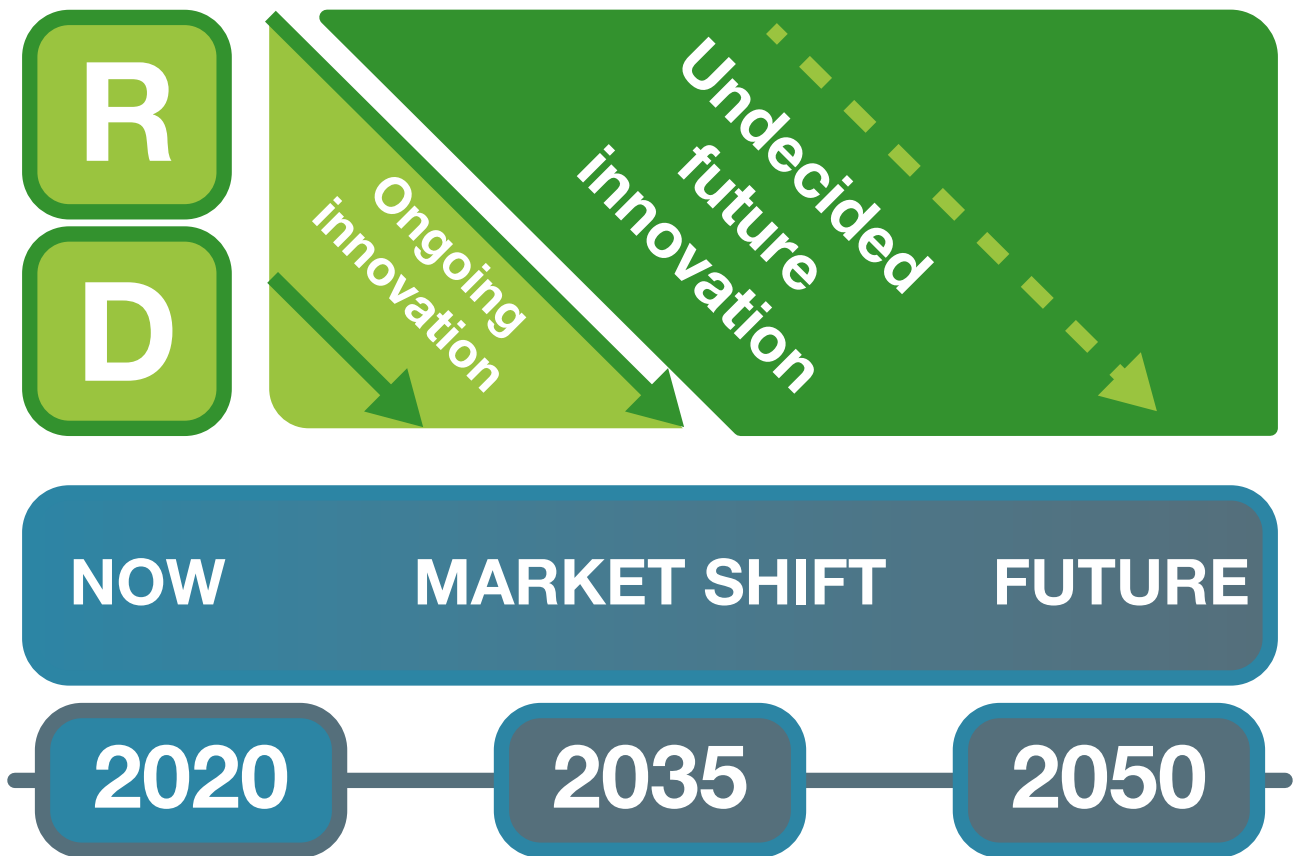 R
D
Ongoing
innovation
Undecided
future
innovation
NOW
MARKET SHIFT
FUTURE
2020
2035
2050